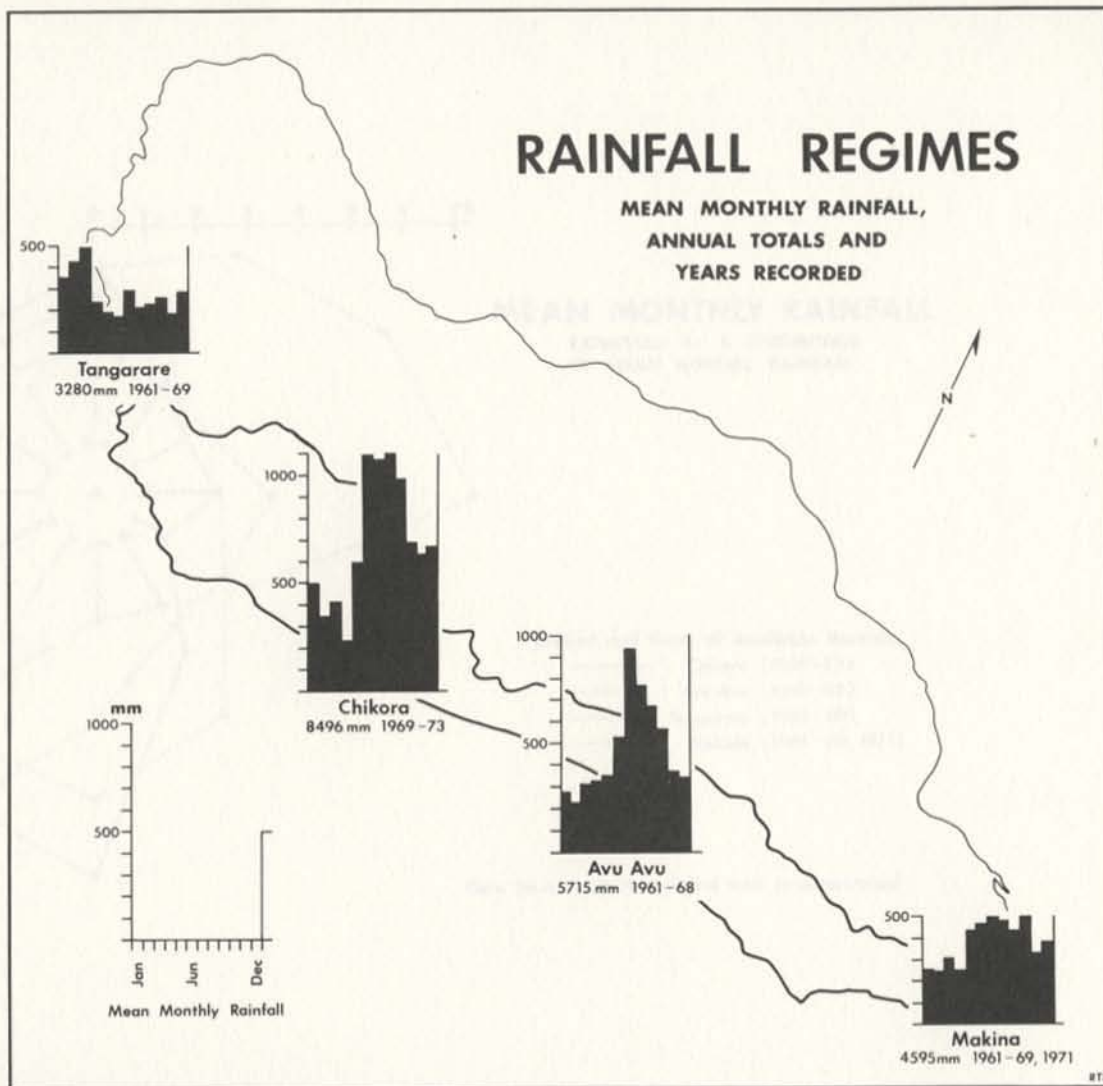 RAINFALL REGIMES
MEAN MONTHLY RAINFALL,
ANNUAL TOTALS AND
YEARS RECORDED
500
Tangarare
3280mm 1961-69
N
1000
500
Chikora
8496mm 1969-73
1000
500
Avu Avu
5715mm 1961-68
mm
1000
500
Jan Jun Dec
Mean Monthly Rainfall
500
Makina
4595mm 1961-69, 1971